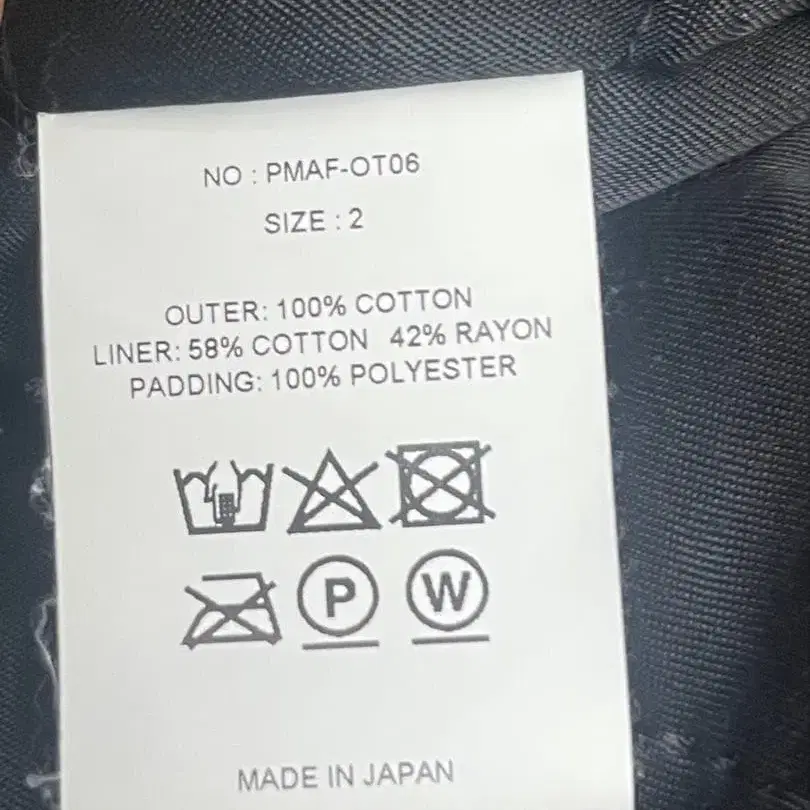 NO : PMAF-OT06
SIZE : 2
OUTER: 100% COTTON
LINER: 58% COTTON 42% RAYON
PADDING: 100% POLYESTER
P W
MADE IN JAPAN